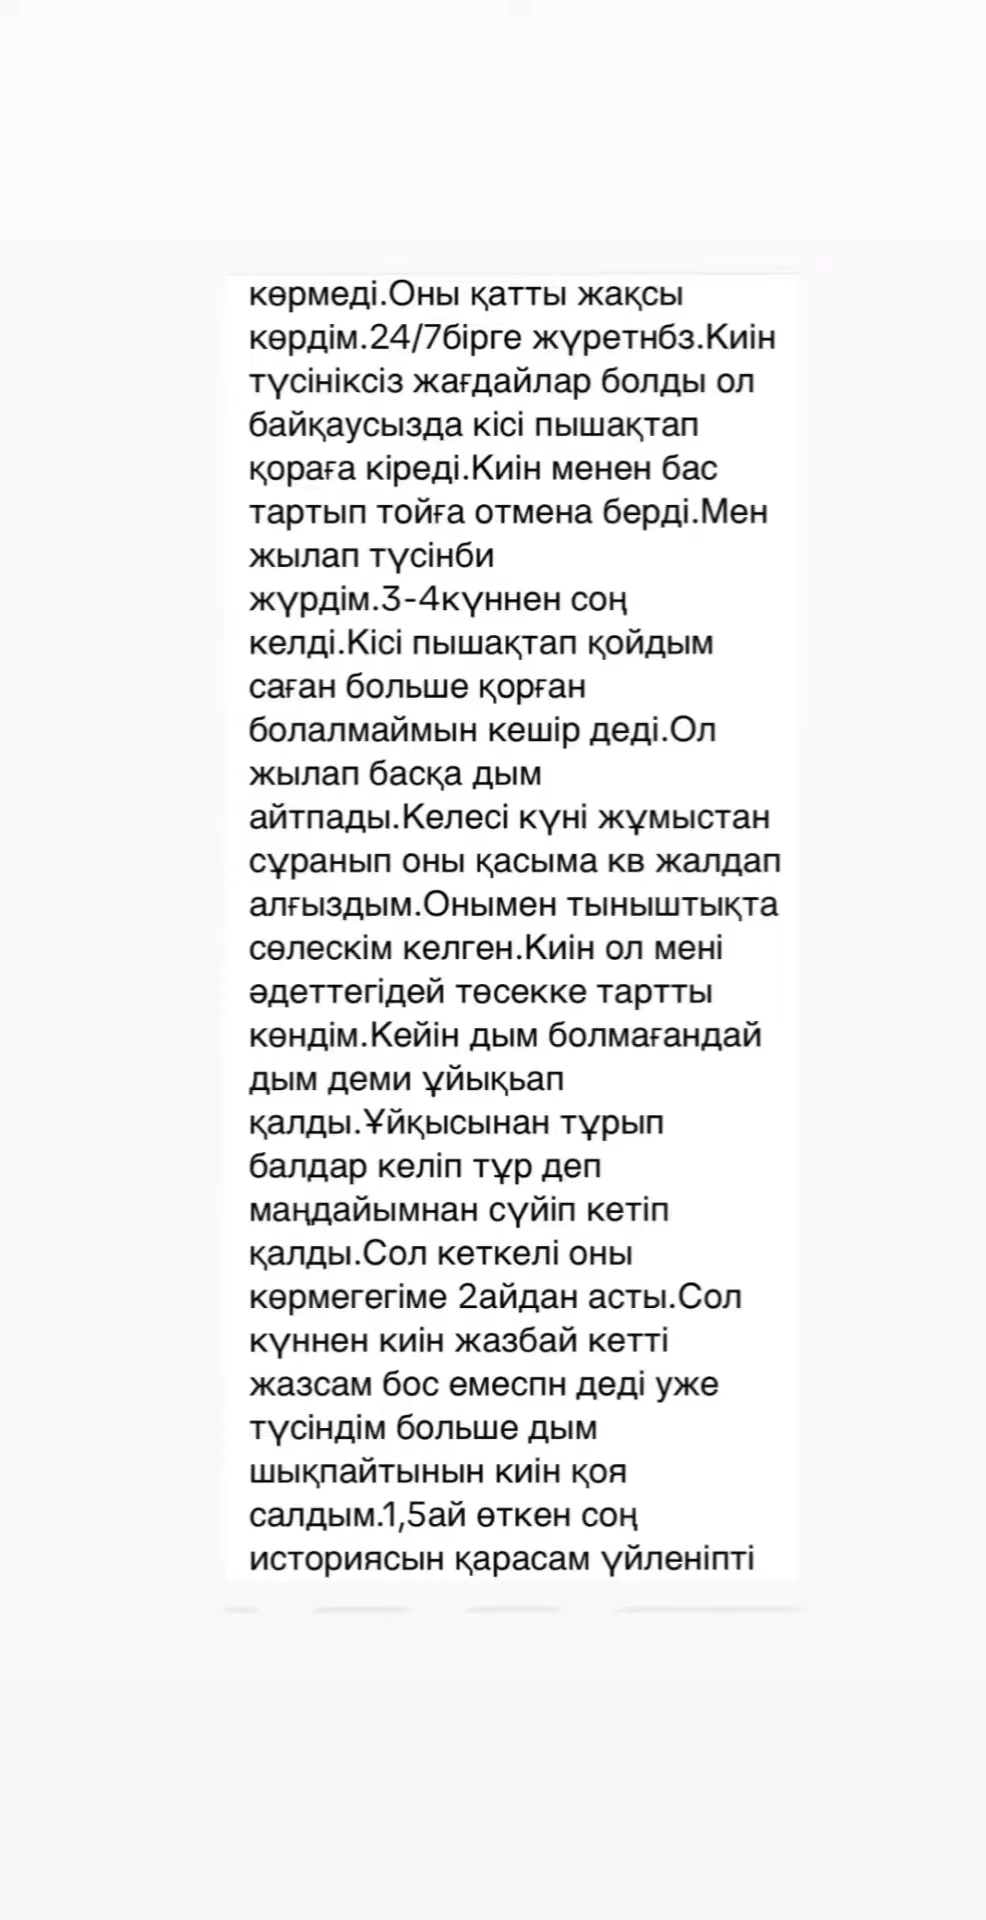 көрмеді.Оны қатты жақсы
көрдім.24/7бірге жүретнбз.Киін
түсініксіз жағдайлар болды ол
байқаусызда кісі пышақтап
қораға кіреді.Киін менен бас
тартып тойға отмена берді.Мен
жылап түсінби
жүрдім.3-4күннен соң
келді.Кісі пышақтап қойдым
саған больше қорған
болалмаймын кешір деді.Ол
жылап басқа дым
айтпады.Келесі күні жұмыстан
сұранып оны қасыма кв жалдап
алғыздым.Онымен тыныштықта
сөлескім келген.Киін ол мені
әдеттегідей төсекке тартты
көндім.Кейін дым болмағандай
дым деми ұйықьап
қалды.Ұйқысынан тұрып
балдар келіп тұр деп
маңдайымнан сүйіп кетіп
қалды.Сол кеткелі оны
көрмегегіме 2айдан асты.Сол
күннен киін жазбай кетті
жазсам бос емеспн деді уже
түсіндім больше дым
шықпайтынын киін қоя
салдым.1,5ай өткен соң
историясын қарасам үйленіпті